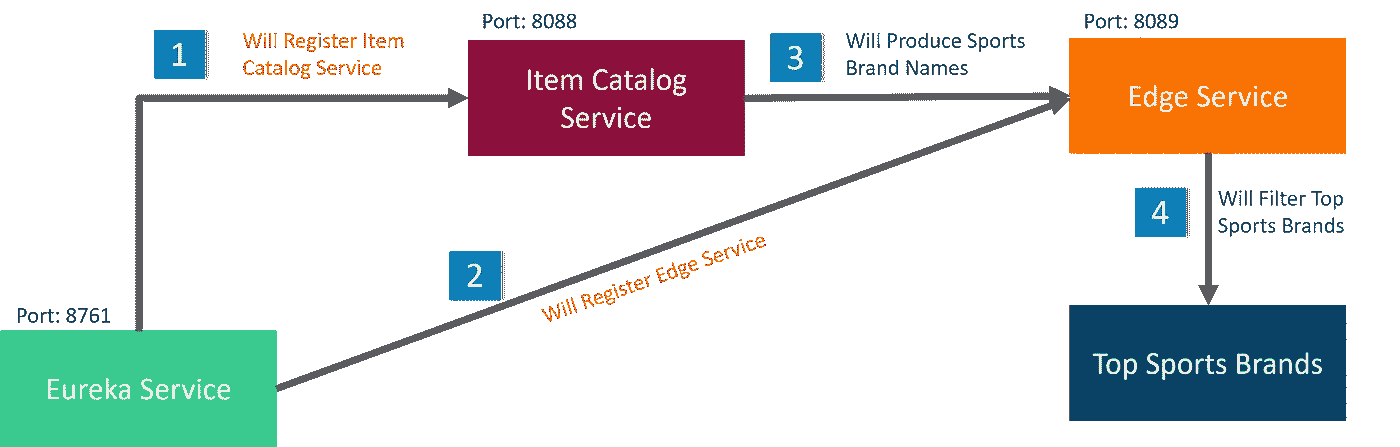 Port: 8088
Port: 8089
1
Will Register Item
Catalog Service
3
Will Produce Sports
Brand Names
Item Catalog
Service
Edge Service
4
Will Filter Top
Sports Brands
2
Will Register Edge Service
Port: 8761
Eureka Service
Top Sports Brands